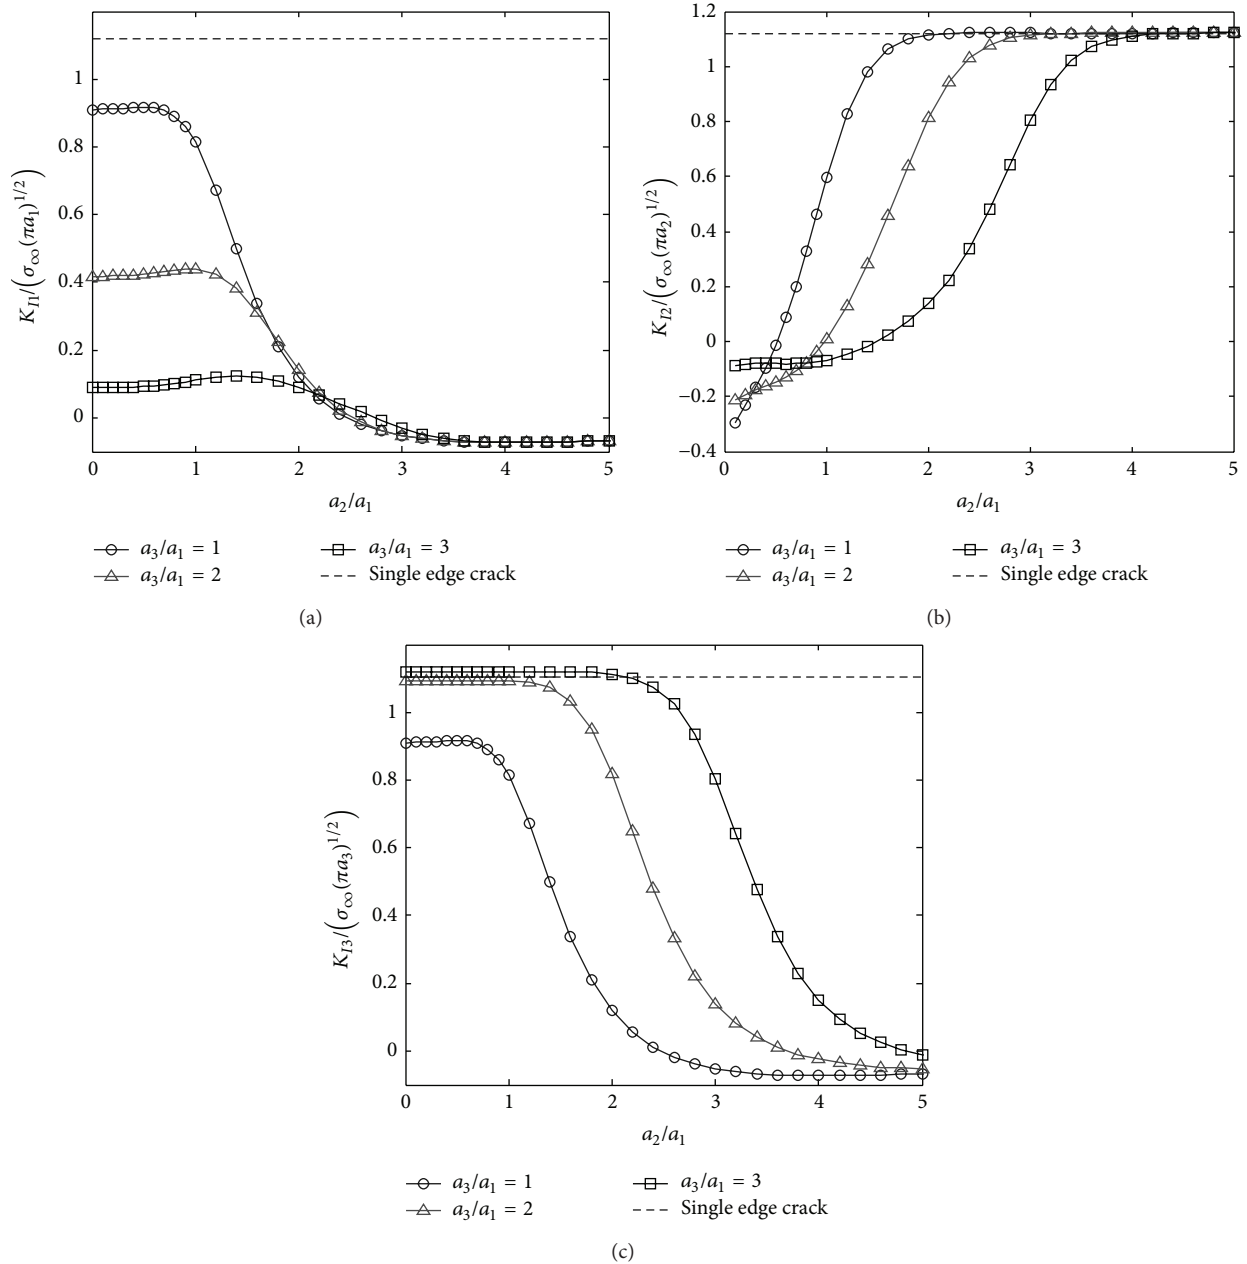 1
0.8
0.6
0.4
0.2
0
0 1 2 3 4 5
K_{I1}/(σ_∞(πa_1)^{1/2})
a_2/a_1
a_3/a_1 = 1
a_3/a_1 = 2
a_3/a_1 = 3
Single edge crack
(a)
1.2
1
0.8
0.6
0.4
0.2
0
−0.2
−0.4
0 1 2 3 4 5
K_{I2}/(σ_∞(πa_2)^{1/2})
a_2/a_1
a_3/a_1 = 1
a_3/a_1 = 2
a_3/a_1 = 3
Single edge crack
(b)
1
0.8
0.6
0.4
0.2
0
0 1 2 3 4 5
K_{I3}/(σ_∞(πa_3)^{1/2})
a_2/a_1
a_3/a_1 = 1
a_3/a_1 = 2
a_3/a_1 = 3
Single edge crack
(c)